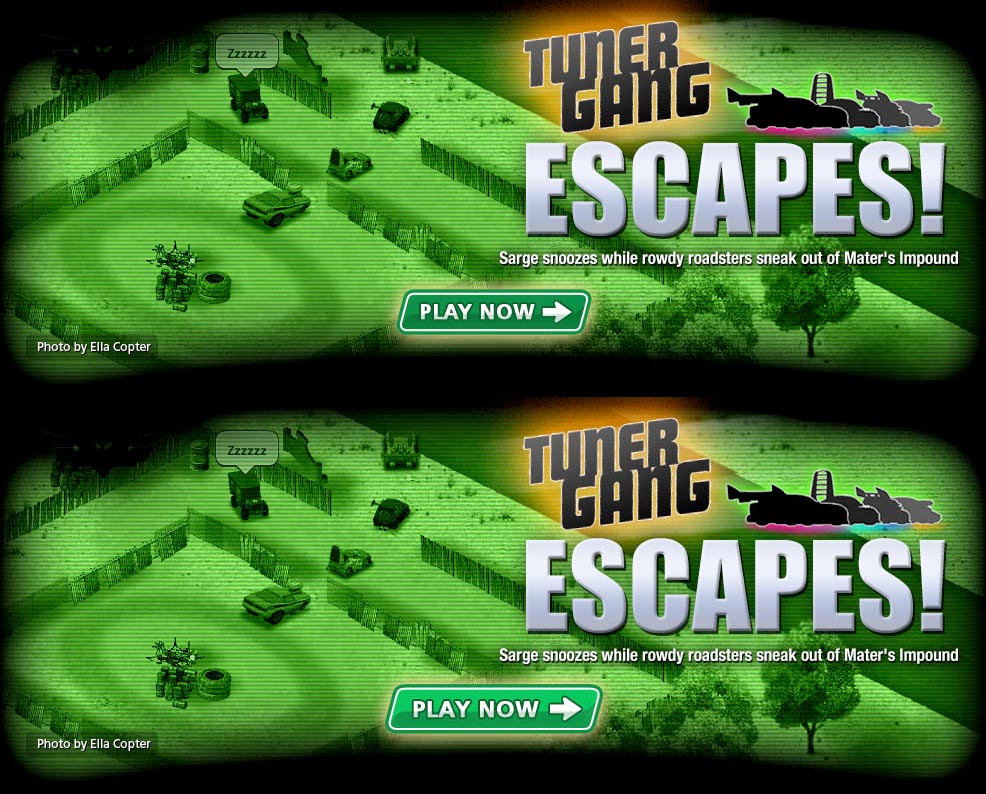 Zzzzzz
TUNER
GANG
ESCAPES!
Sarge snoozes while rowdy roadsters sneak out of Mater's Impound
PLAY NOW
Photo by Ella Copter
Zzzzzz
TUNER
GANG
ESCAPES!
Sarge snoozes while rowdy roadsters sneak out of Mater's Impound
PLAY NOW
Photo by Ella Copter